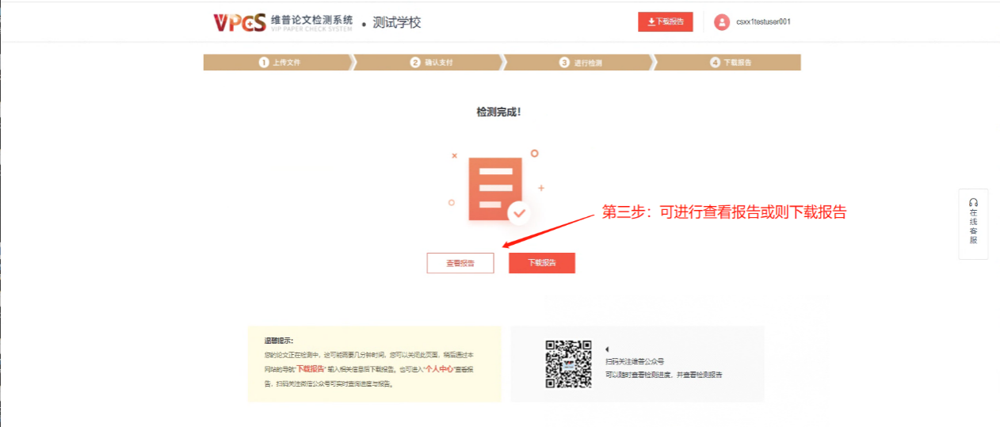 VPCS 维普论文检测系统 • 测试学校
VIP PAPER CHECK SYSTEM
下载报告
csxx1testuser001
1 上传文件
2 确认支付
3 进行检测
4 下载报告
检测完成!
第三步：可进行查看报告或则下载报告
查看报告
下载报告
在线客服
温馨提示:
您的论文正在检测中，这可能需要几分钟时间，您可以关闭此页面，稍后通过本
网站的导航“下载报告” 输入相关信息后下载报告。也可进入“个人中心”查看报
告，扫码关注微信公众号可实时查询进度与报告。
扫码关注维普公众号
可以随时查看检测进度，并查看检测报告